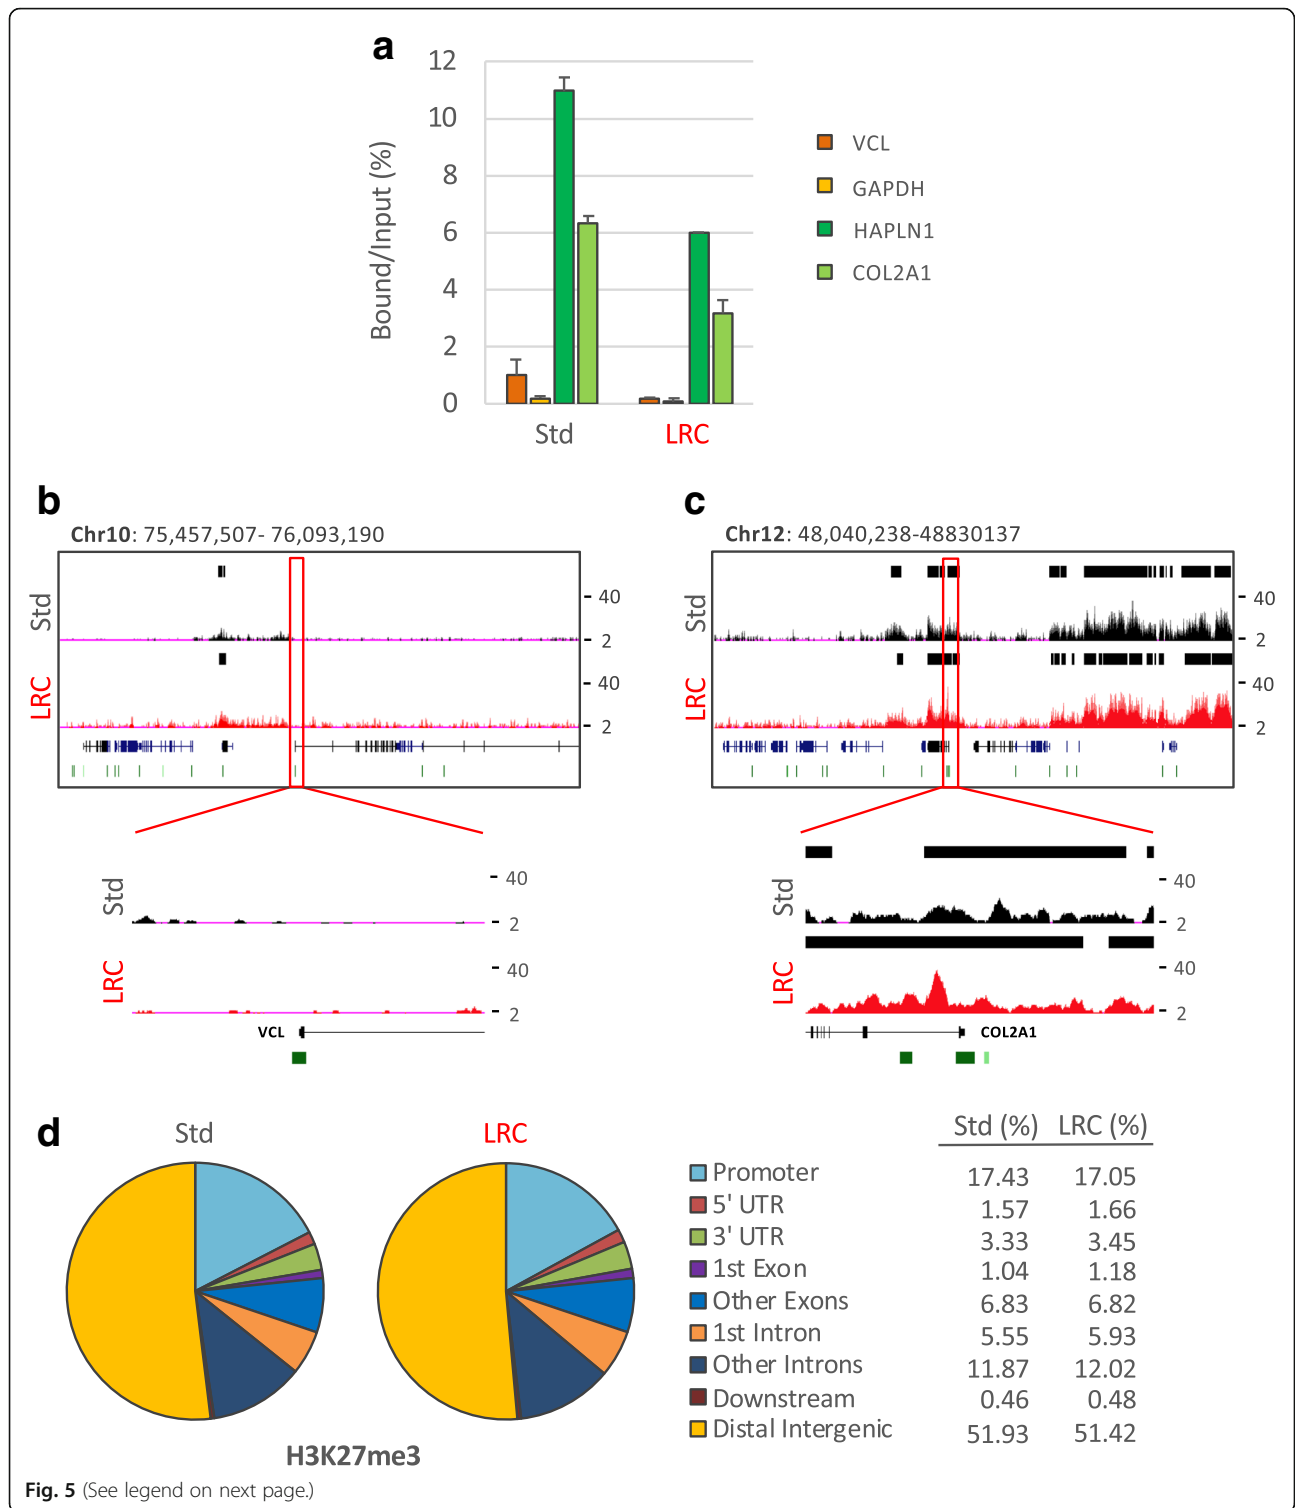 a
12
10
8
6
4
2
0
Bound/Input (%)
Std
LRC
VCL
GAPDH
HAPLN1
COL2A1
b
Chr10: 75,457,507- 76,093,190
Std
40
2
LRC
40
2
Std
40
2
LRC
40
2
VCL
c
Chr12: 48,040,238-48830137
Std
40
2
LRC
40
2
Std
40
2
LRC
40
2
COL2A1
d
Std
LRC
H3K27me3
Std (%) LRC (%)
Promoter 17.43 17.05
5' UTR 1.57 1.66
3' UTR 3.33 3.45
1st Exon 1.04 1.18
Other Exons 6.83 6.82
1st Intron 5.55 5.93
Other Introns 11.87 12.02
Downstream 0.46 0.48
Distal Intergenic 51.93 51.42
Fig. 5 (See legend on next page.)